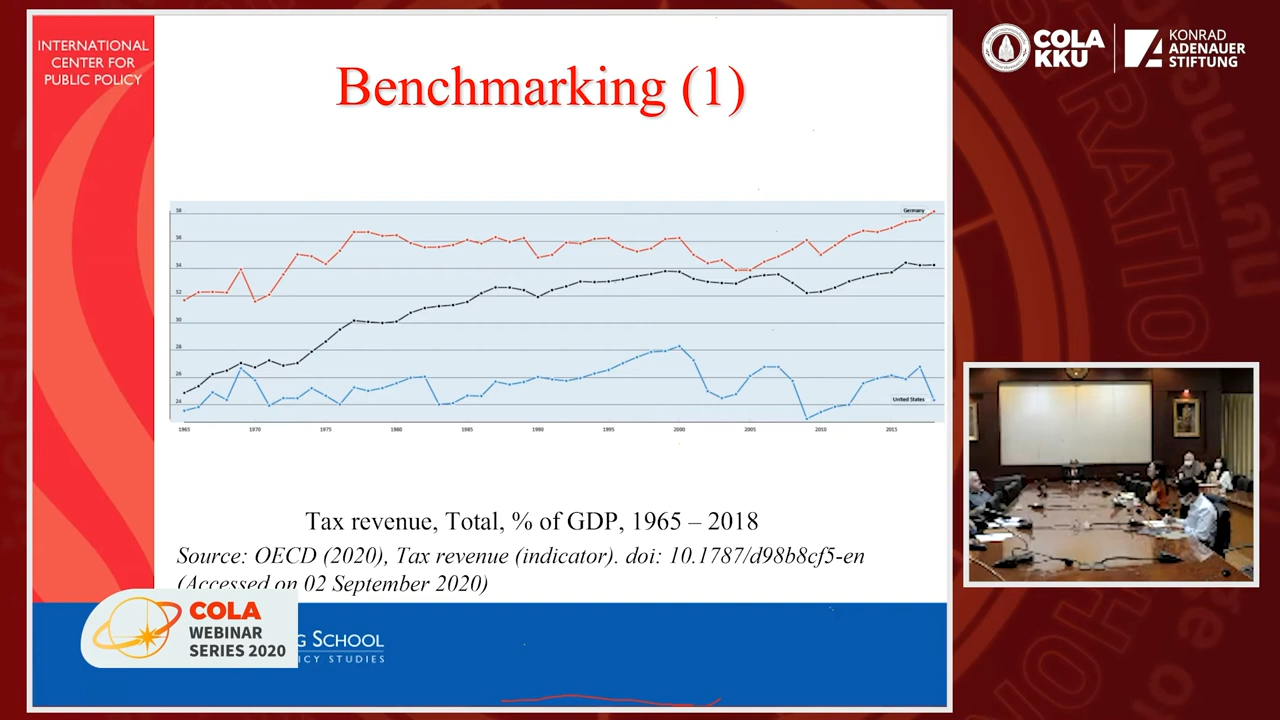 INTERNATIONAL
CENTER FOR
PUBLIC POLICY
Benchmarking (1)
COLA
KKU
KONRAD
ADENAUER
STIFTUNG
38
36
34
32
30
28
26
24
Germany
United States
1965
1970
1975
1980
1985
1990
1995
2000
2005
2010
2015
Tax revenue, Total, % of GDP, 1965 – 2018
Source: OECD (2020), Tax revenue (indicator). doi: 10.1787/d98b8cf5-en
(Accessed on 02 September 2020)
COLA
WEBINAR
SERIES 2020
G SCHOOL
ICY STUDIES